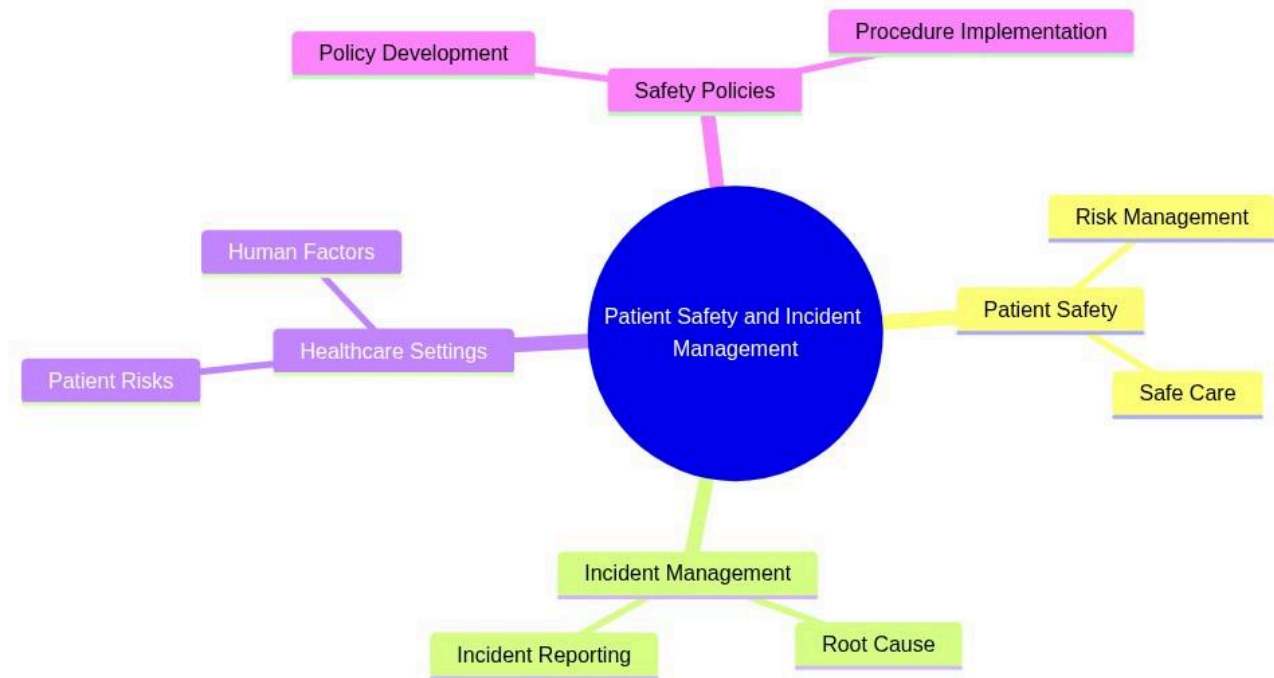 Procedure Implementation
Policy Development
Safety Policies
Risk Management
Human Factors
Patient Safety
Patient Safety and Incident
Management
Healthcare Settings
Patient Risks
Safe Care
Incident Management
Root Cause
Incident Reporting